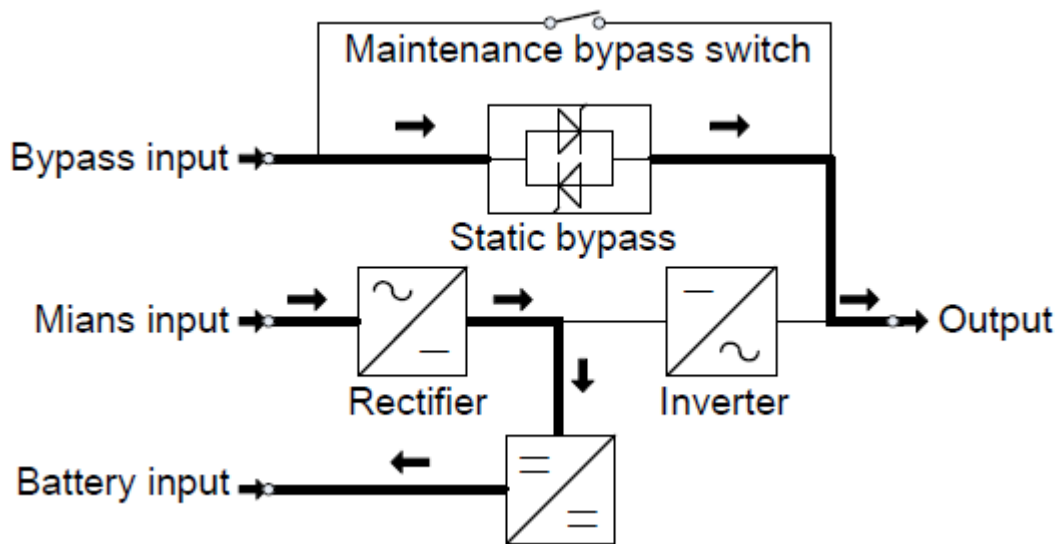 Maintenance bypass switch
Bypass input
Static bypass
Mians input
Output
Rectifier
Inverter
Battery input